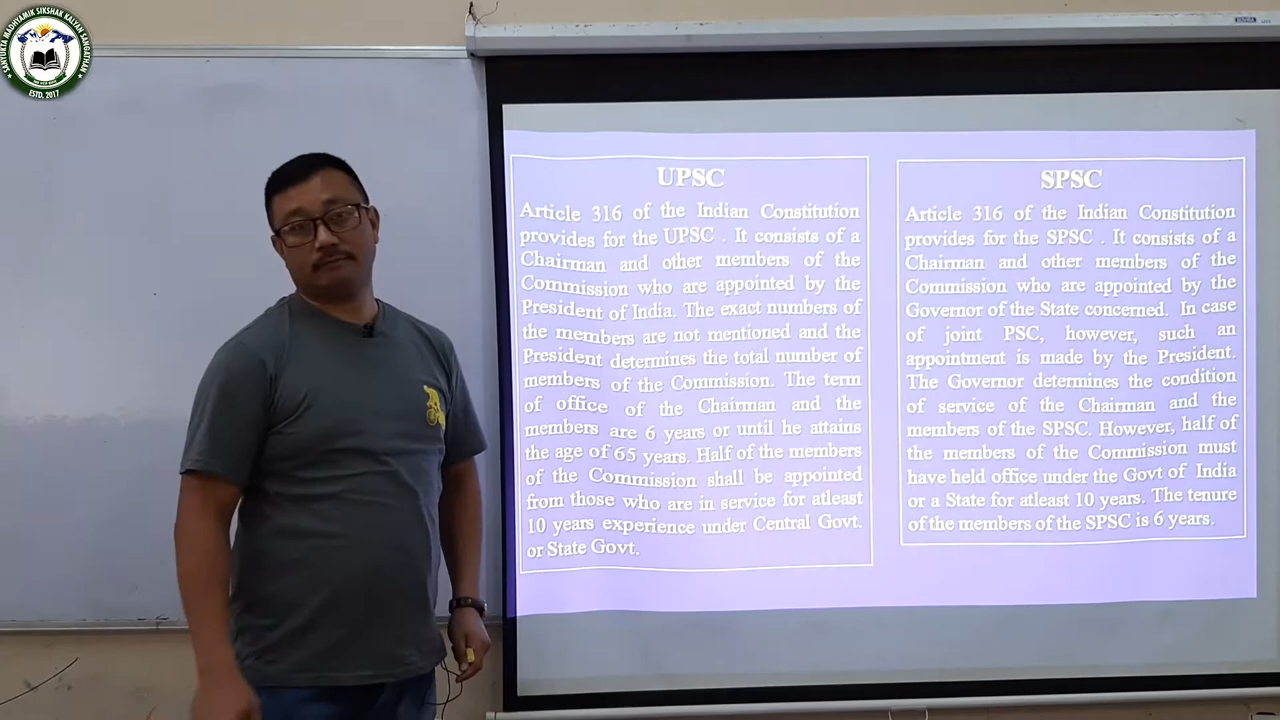 SANYUKTA MADHYAMIK SIKSHAK KALYAN SANGATHAN
ESTD. 2017
UPSC
Article 316 of the Indian Constitution
provides for the UPSC . It consists of a
Chairman and other members of the
Commission who are appointed by the
President of India. The exact numbers of
the members are not mentioned and the
President determines the total number of
members of the Commission. The term
of office of the Chairman and the
members are 6 years or until he attains
the age of 65 years. Half of the members
of the Commission shall be appointed
from those who are in service for atleast
10 years experience under Central Govt.
or State Govt.
SPSC
Article 316 of the Indian Constitution
provides for the SPSC . It consists of a
Chairman and other members of the
Commission who are appointed by the
Governor of the State concerned. In case
of joint PSC, however, such an
appointment is made by the President.
The Governor determines the condition
of service of the Chairman and the
members of the SPSC. However, half of
the members of the Commission must
have held office under the Govt of India
or a State for atleast 10 years. The tenure
of the members of the SPSC is 6 years.